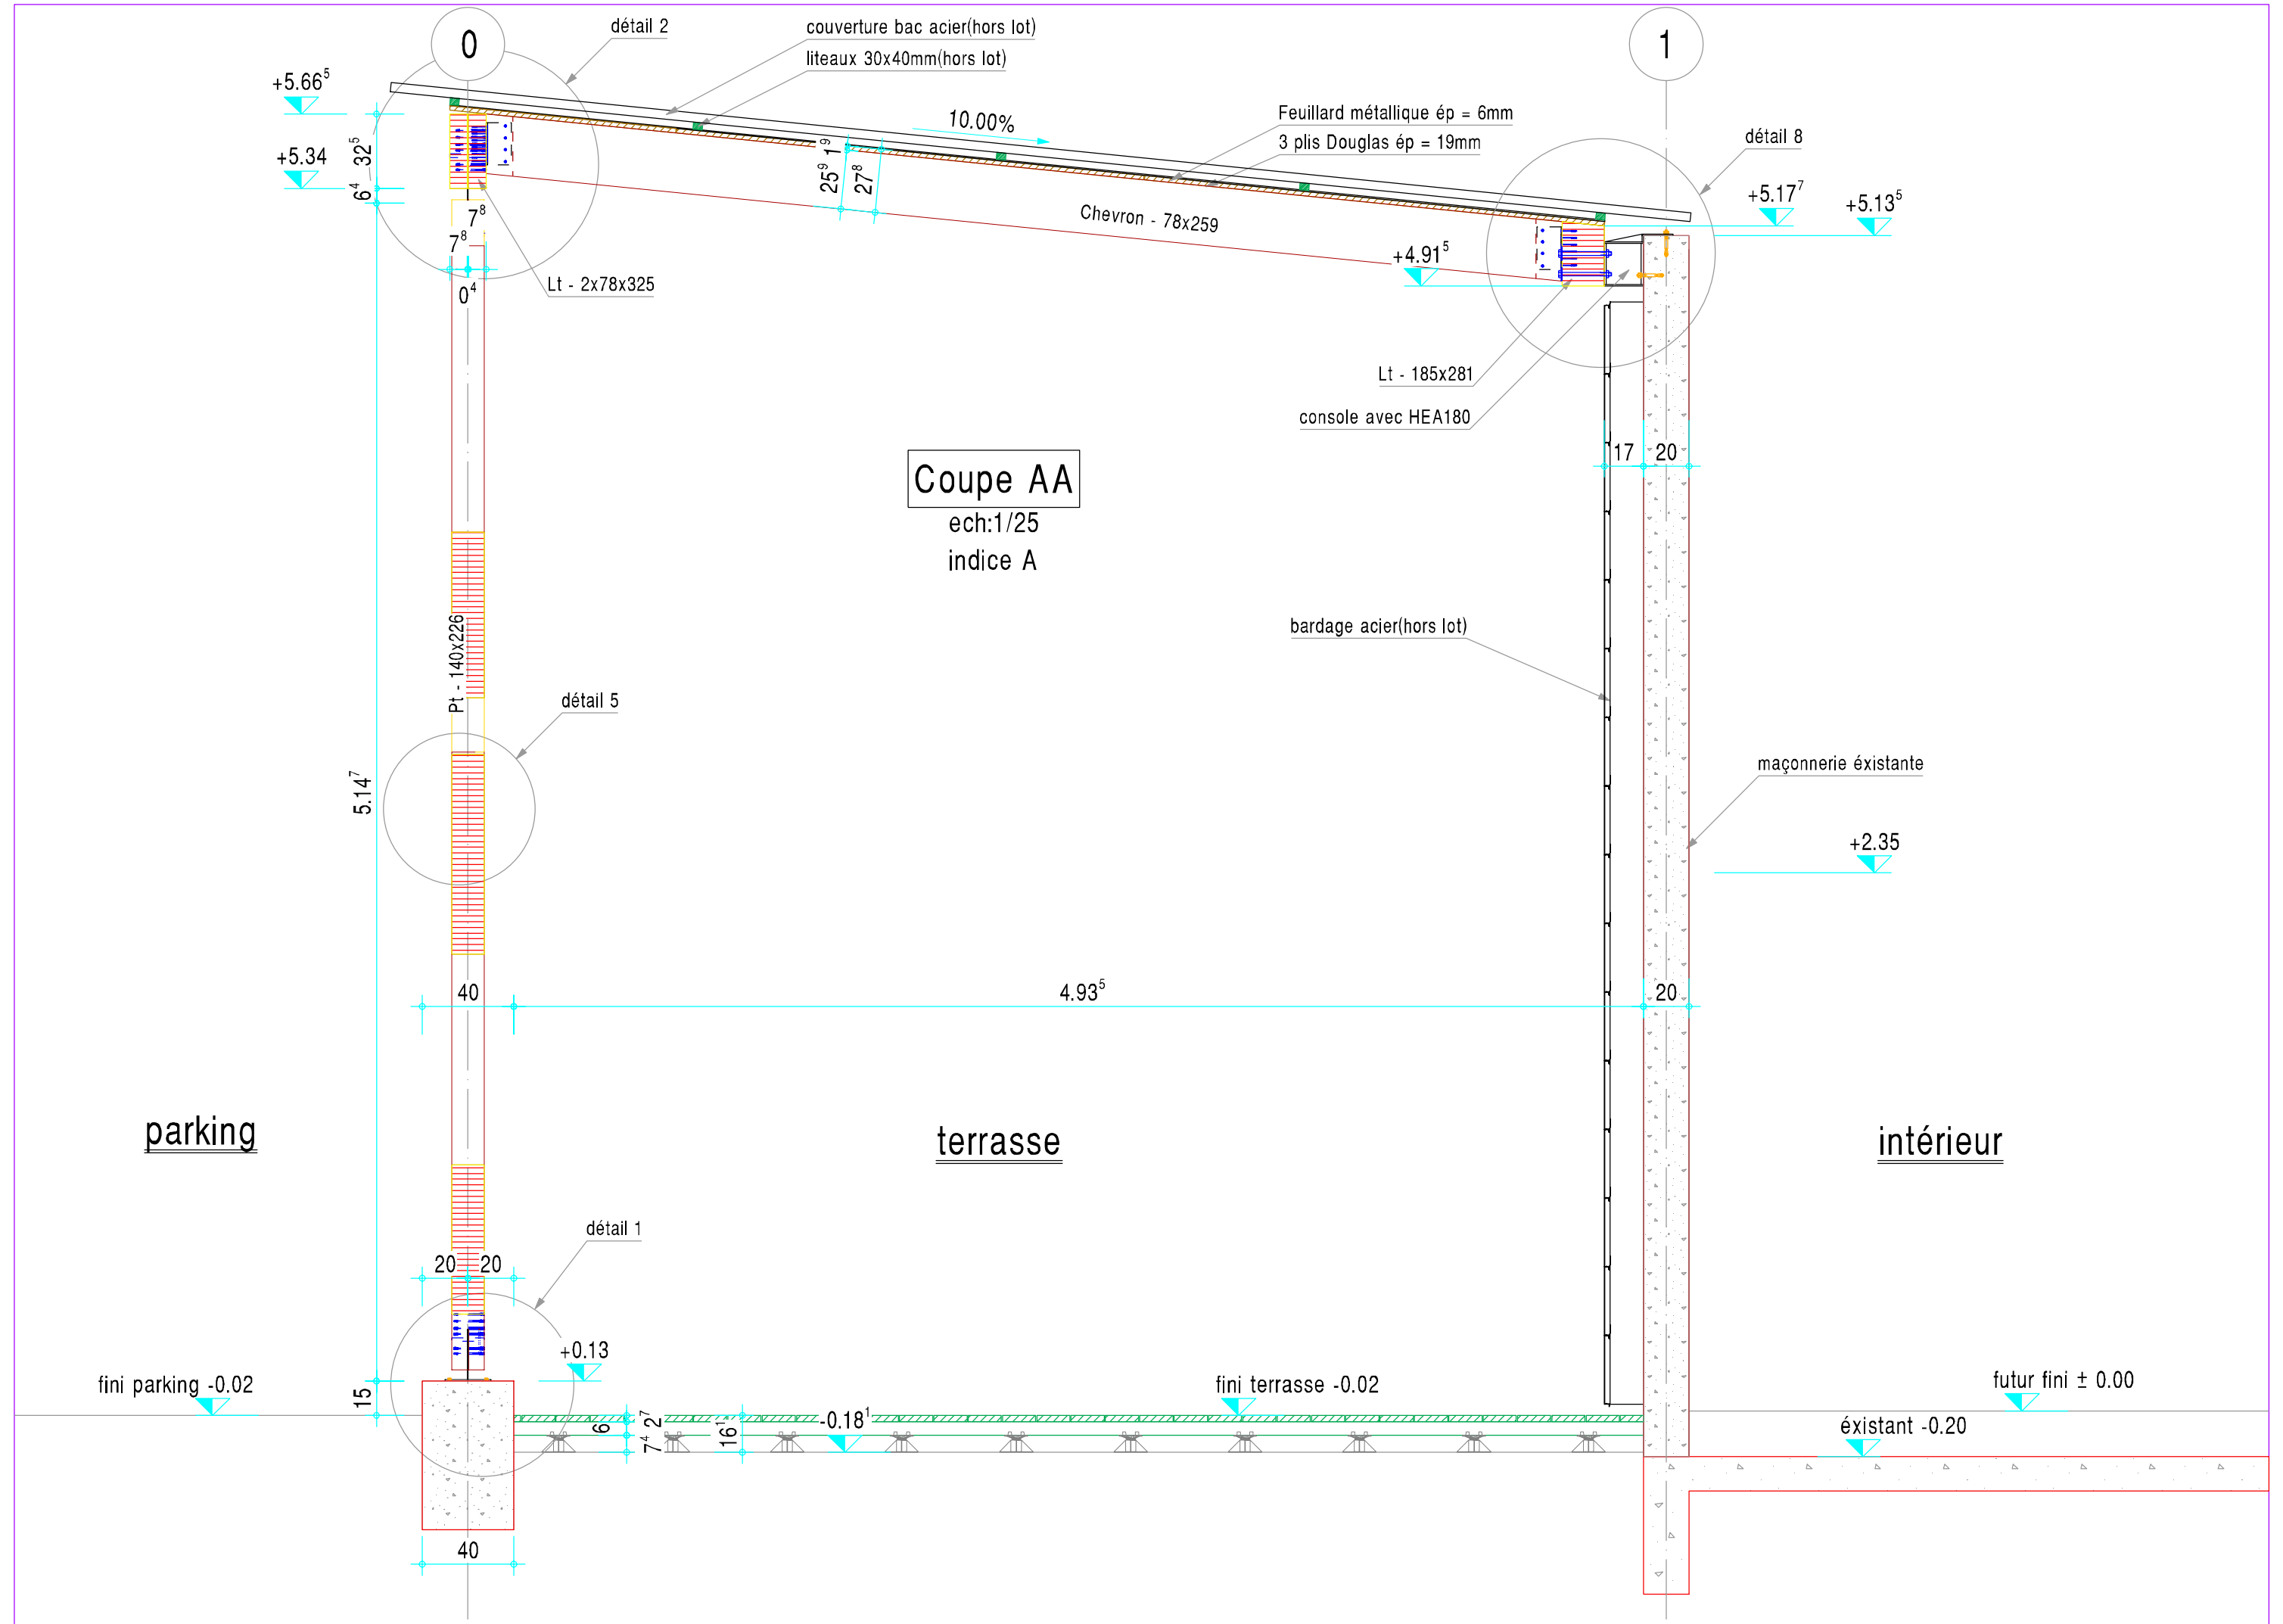 0
1
détail 2
couverture bac acier(hors lot)
liteaux 30x40mm(hors lot)
+5.66⁵
+5.34
32⁵
6⁴
10.00%
Feuillard métallique ép = 6mm
3 plis Douglas ép = 19mm
détail 8
+5.17⁷
+5.13⁵
25⁹
1⁹
27⁸
Chevron - 78x259
7⁸
7⁸
0⁴
Lt - 2x78x325
+4.91⁵
Lt - 185x281
console avec HEA180
17
20
Coupe AA
ech:1/25
indice A
Pt - 140x226
bardage acier(hors lot)
détail 5
5.14⁷
maçonnerie éxistante
+2.35
40
4.93⁵
20
parking
terrasse
intérieur
détail 1
20
20
+0.13
fini parking -0.02
15
fini terrasse -0.02
futur fini ± 0.00
6
7⁴
2⁷
16¹
-0.18¹
éxistant -0.20
40